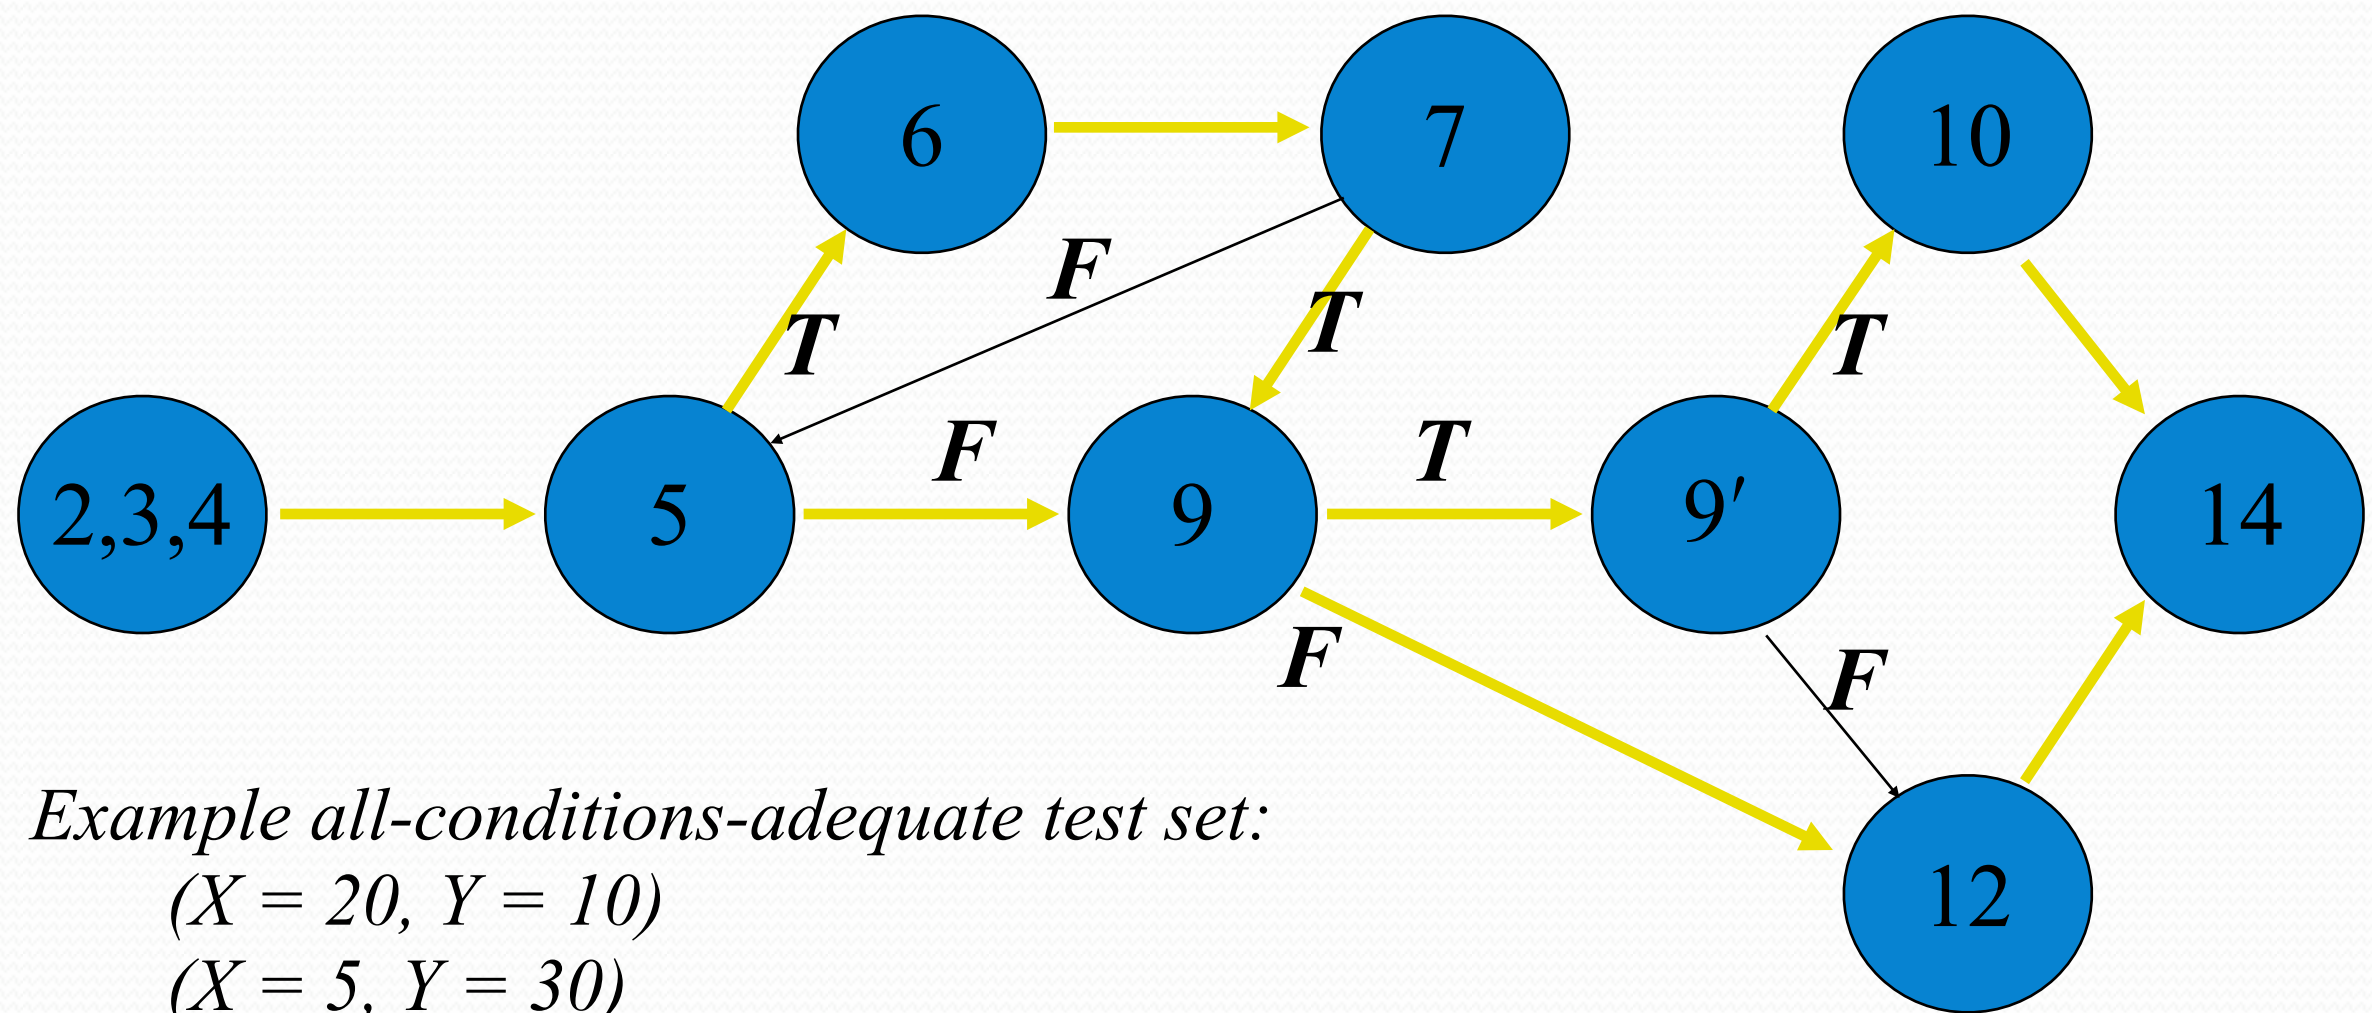 6
7
10
F
T
T
T
F
T
2,3,4
5
9
9′
14
F
F
12
Example all-conditions-adequate test set:
(X = 20, Y = 10)
(X = 5, Y = 30)